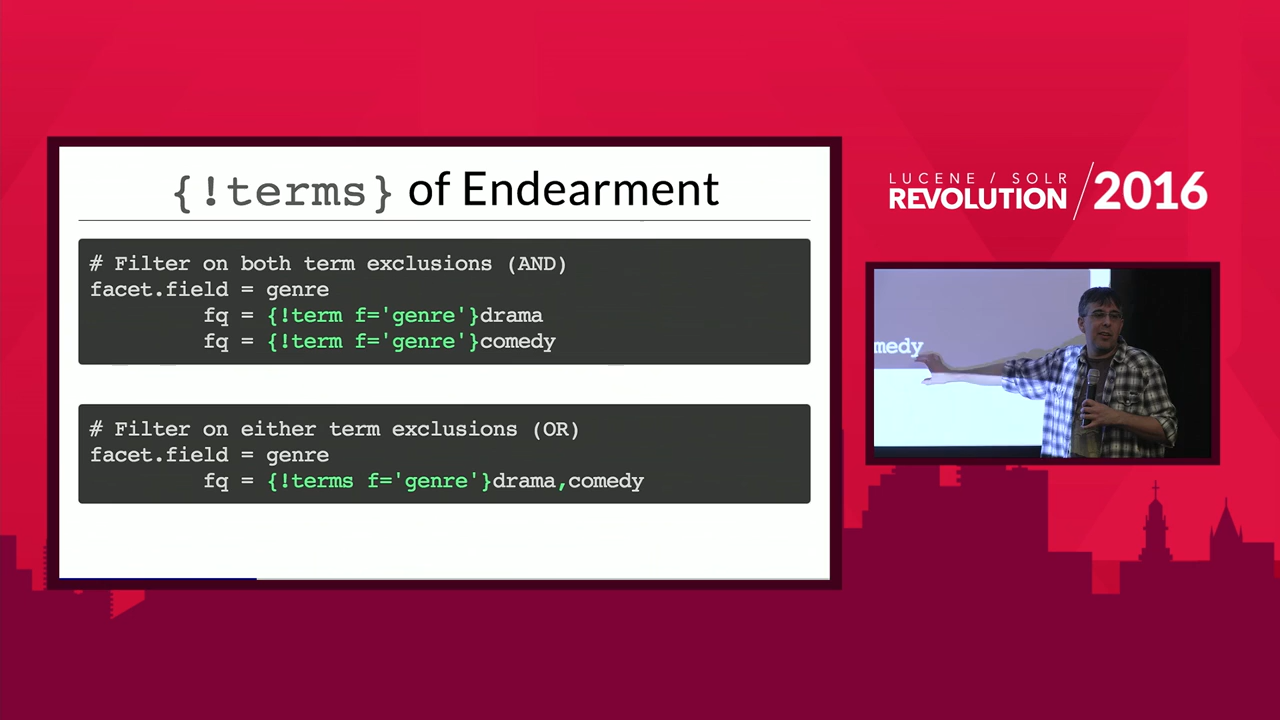 {!terms} of Endearment
# Filter on both term exclusions (AND)
facet.field = genre
fq = {!term f='genre'}drama
fq = {!term f='genre'}comedy
# Filter on either term exclusions (OR)
facet.field = genre
fq = {!terms f='genre'}drama,comedy
LUCENE / SOLR
REVOLUTION / 2016
medy